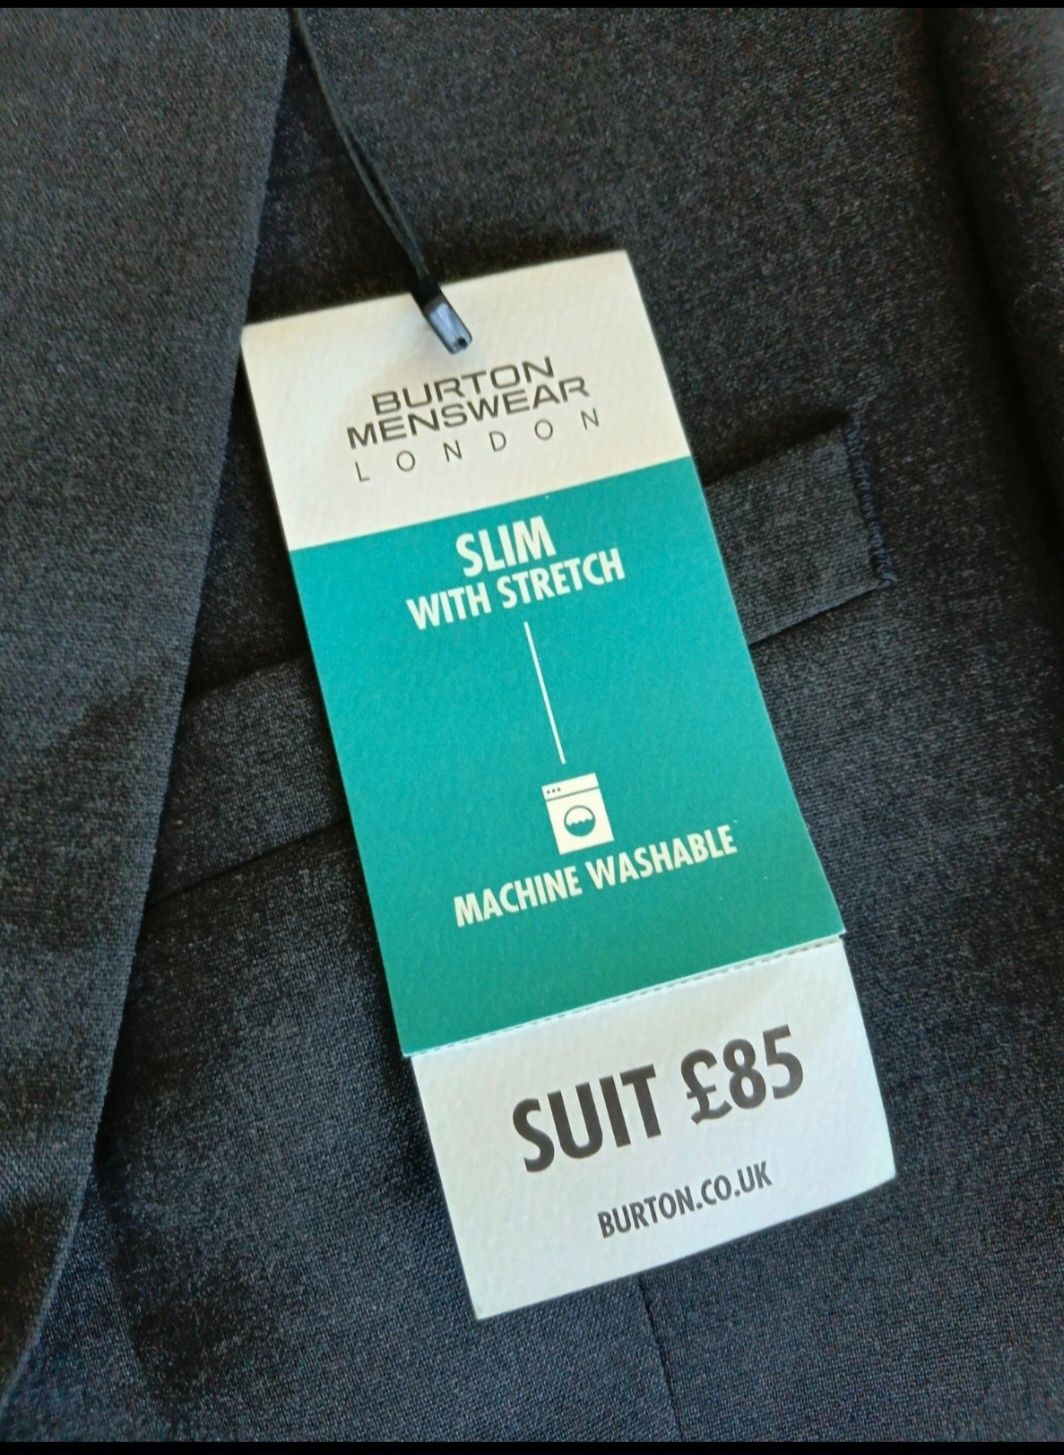 BURTON
MENSWEAR
LONDON
SLIM
WITH STRETCH
MACHINE WASHABLE
SUIT £85
BURTON.CO.UK